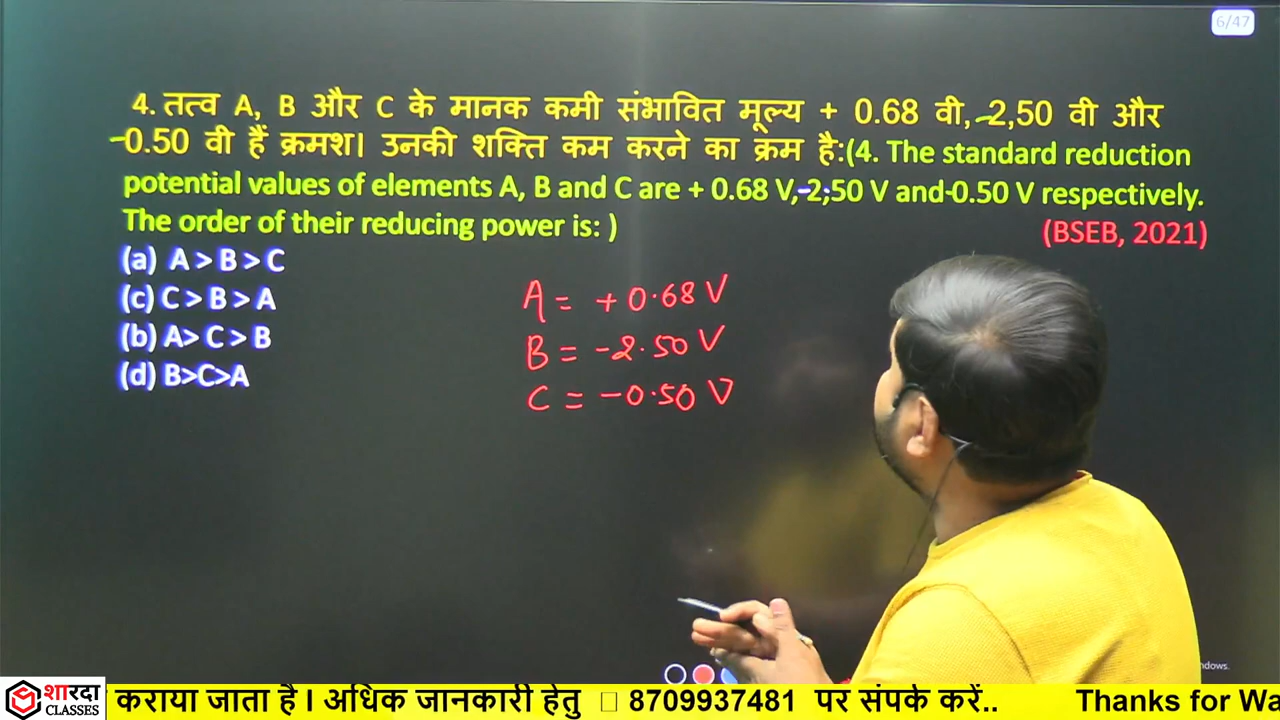 6/47
4. तत्व A, B और C के मानक कमी संभावित मूल्य + 0.68 वी, -2,50 वी और
-0.50 वी हैं क्रमश। उनकी शक्ति कम करने का क्रम है:(4. The standard reduction
potential values of elements A, B and C are + 0.68 V,-2;50 V and-0.50 V respectively.
The order of their reducing power is: )
(BSEB, 2021)
(a) A > B > C
(c) C > B > A
(b) A> C > B
(d) B>C>A
A = +0.68 V
B = -2.50 V
C = -0.50 V
ndows.
शारदा
CLASSES
कराया जाता है I अधिक जानकारी हेतु 8709937481 पर संपर्क करें.. Thanks for Wa